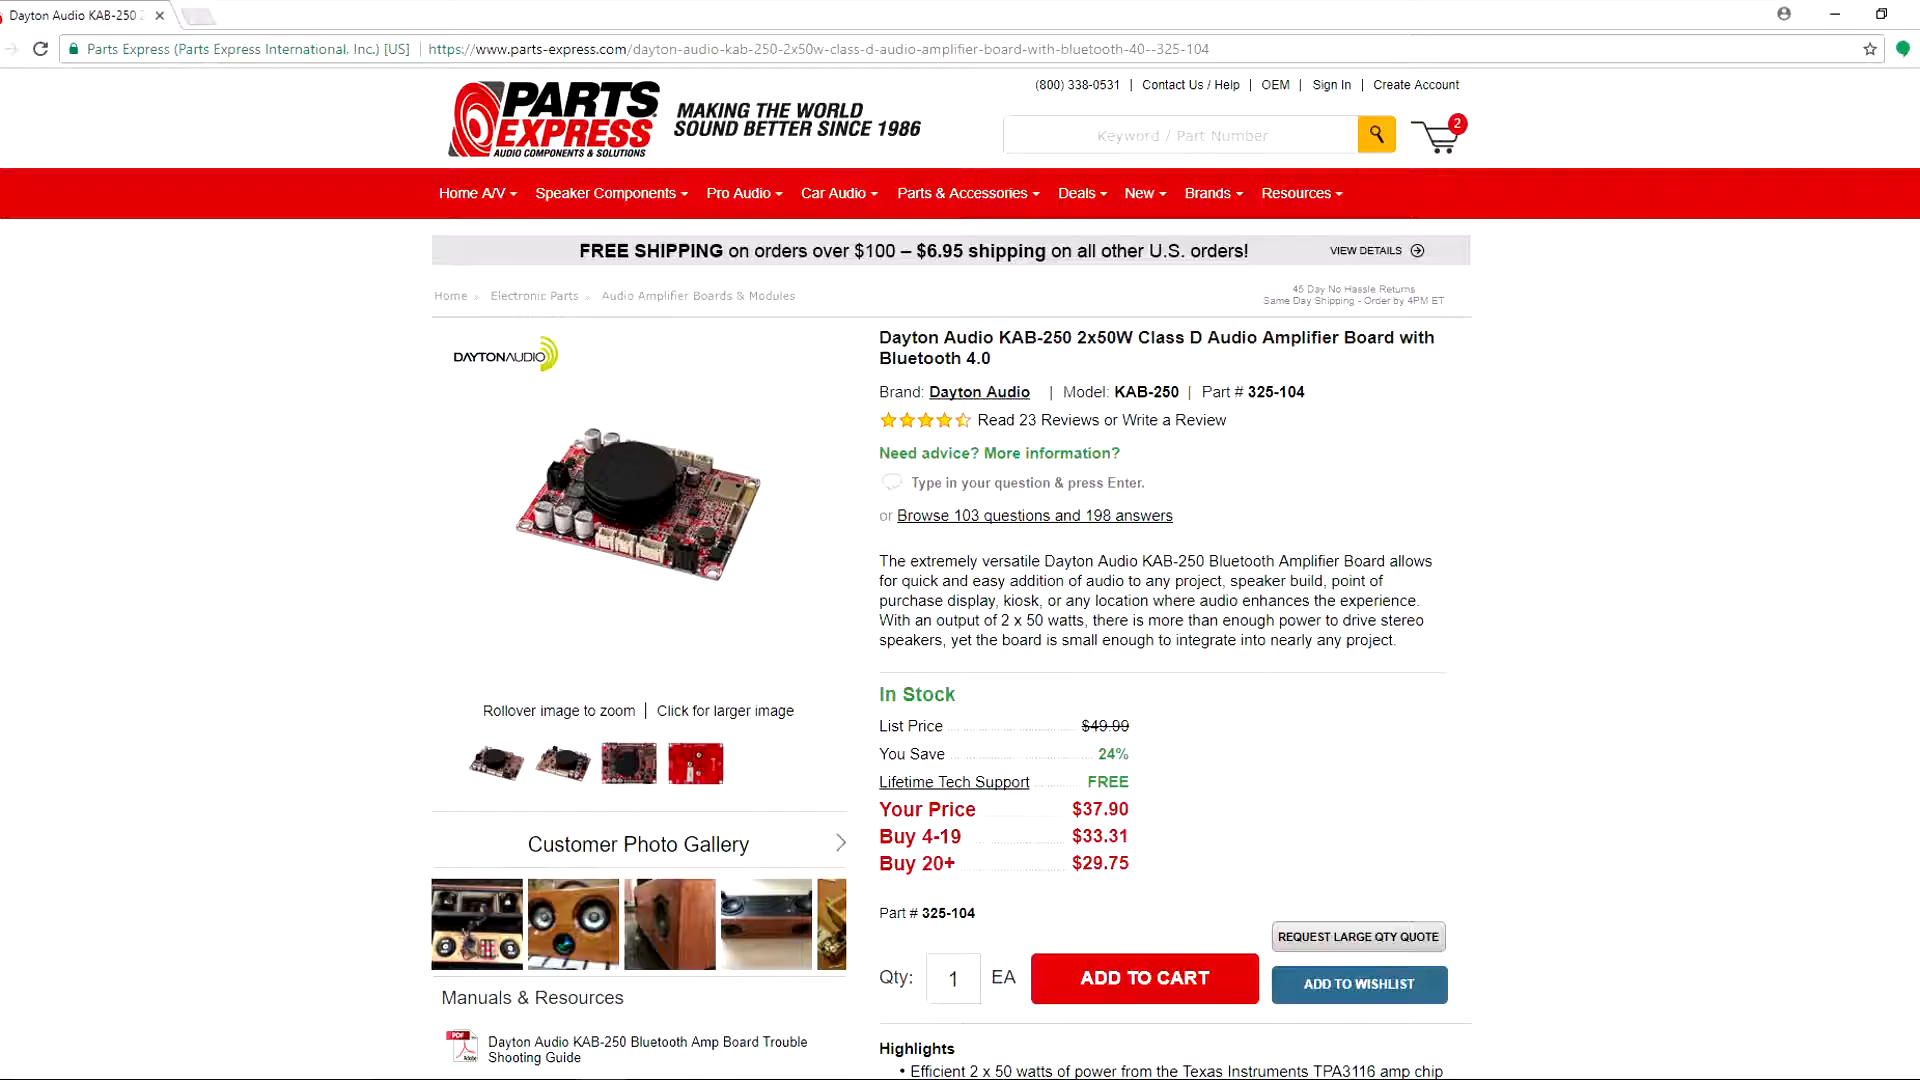 Dayton Audio KAB-250
Parts Express (Parts Express International, Inc.) [US] https://www.parts-express.com/dayton-audio-kab-250-2x50w-class-d-audio-amplifier-board-with-bluetooth-40--325-104
(800) 338-0531 | Contact Us / Help | OEM | Sign In | Create Account
PARTS
EXPRESS
AUDIO COMPONENTS & SOLUTIONS
MAKING THE WORLD
SOUND BETTER SINCE 1986
Keyword / Part Number
2
Home A/V Speaker Components Pro Audio Car Audio Parts & Accessories Deals New Brands Resources
FREE SHIPPING on orders over $100 – $6.95 shipping on all other U.S. orders! VIEW DETAILS
Home » Electronic Parts » Audio Amplifier Boards & Modules
45 Day No Hassle Returns
Same Day Shipping - Order by 4PM ET
DAYTONAUDIO
Rollover image to zoom | Click for larger image
Customer Photo Gallery
Manuals & Resources
PDF
Adobe
Dayton Audio KAB-250 Bluetooth Amp Board Trouble
Shooting Guide
Dayton Audio KAB-250 2x50W Class D Audio Amplifier Board with
Bluetooth 4.0
Brand: Dayton Audio | Model: KAB-250 | Part # 325-104
Read 23 Reviews or Write a Review
Need advice? More information?
Type in your question & press Enter.
or Browse 103 questions and 198 answers
The extremely versatile Dayton Audio KAB-250 Bluetooth Amplifier Board allows
for quick and easy addition of audio to any project, speaker build, point of
purchase display, kiosk, or any location where audio enhances the experience.
With an output of 2 x 50 watts, there is more than enough power to drive stereo
speakers, yet the board is small enough to integrate into nearly any project.
In Stock
List Price $49.99
You Save 24%
Lifetime Tech Support FREE
Your Price $37.90
Buy 4-19 $33.31
Buy 20+ $29.75
Part # 325-104
REQUEST LARGE QTY QUOTE
Qty: 1 EA ADD TO CART
ADD TO WISHLIST
Highlights
• Efficient 2 x 50 watts of power from the Texas Instruments TPA3116 amp chip